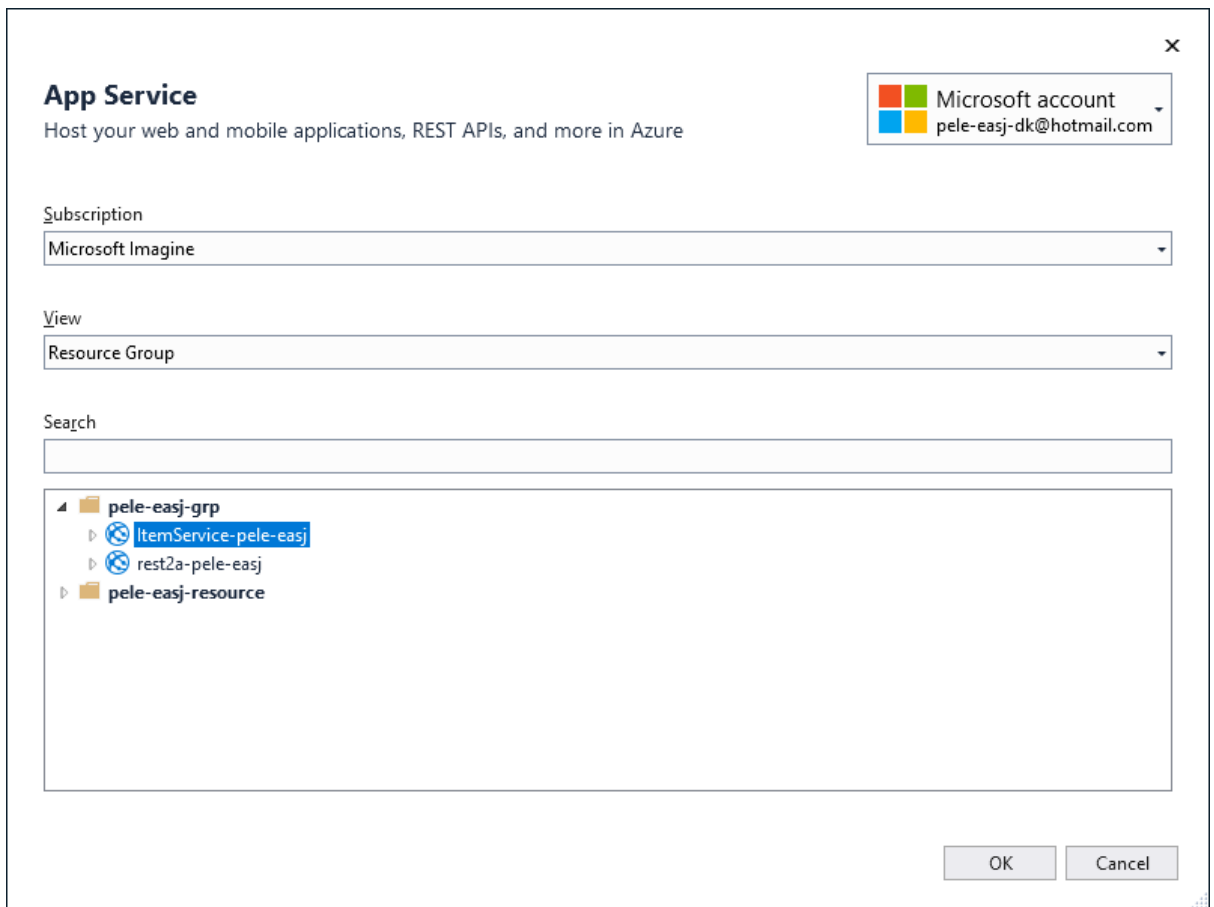 App Service
Host your web and mobile applications, REST APIs, and more in Azure
Microsoft account
pele-easj-dk@hotmail.com
Subscription
Microsoft Imagine
View
Resource Group
Search
pele-easj-grp
ItemService-pele-easj
rest2a-pele-easj
pele-easj-resource
OK
Cancel